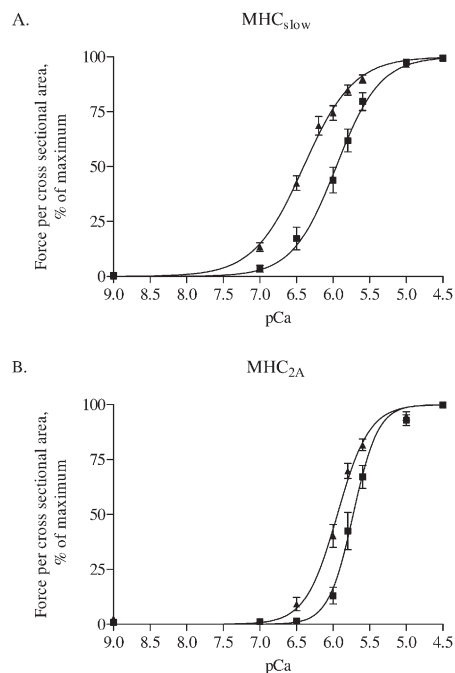 A.
MHCslow
Force per cross sectional area,
% of maximum
100
75
50
25
0
9.0 8.5 8.0 7.5 7.0 6.5 6.0 5.5 5.0 4.5
pCa
B.
MHC2A
Force per cross sectional area,
% of maximum
100
75
50
25
0
9.0 8.5 8.0 7.5 7.0 6.5 6.0 5.5 5.0 4.5
pCa